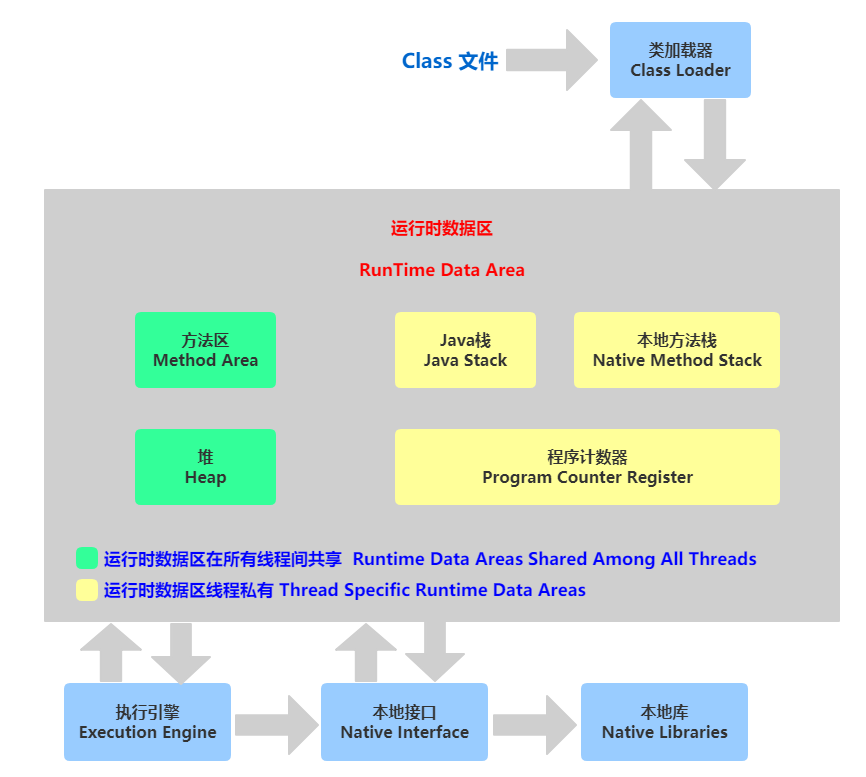 Class 文件
类加载器
Class Loader
运行时数据区
RunTime Data Area
方法区
Method Area
Java栈
Java Stack
本地方法栈
Native Method Stack
堆
Heap
程序计数器
Program Counter Register
运行时数据区在所有线程间共享 Runtime Data Areas Shared Among All Threads
运行时数据区线程私有 Thread Specific Runtime Data Areas
执行引擎
Execution Engine
本地接口
Native Interface
本地库
Native Libraries